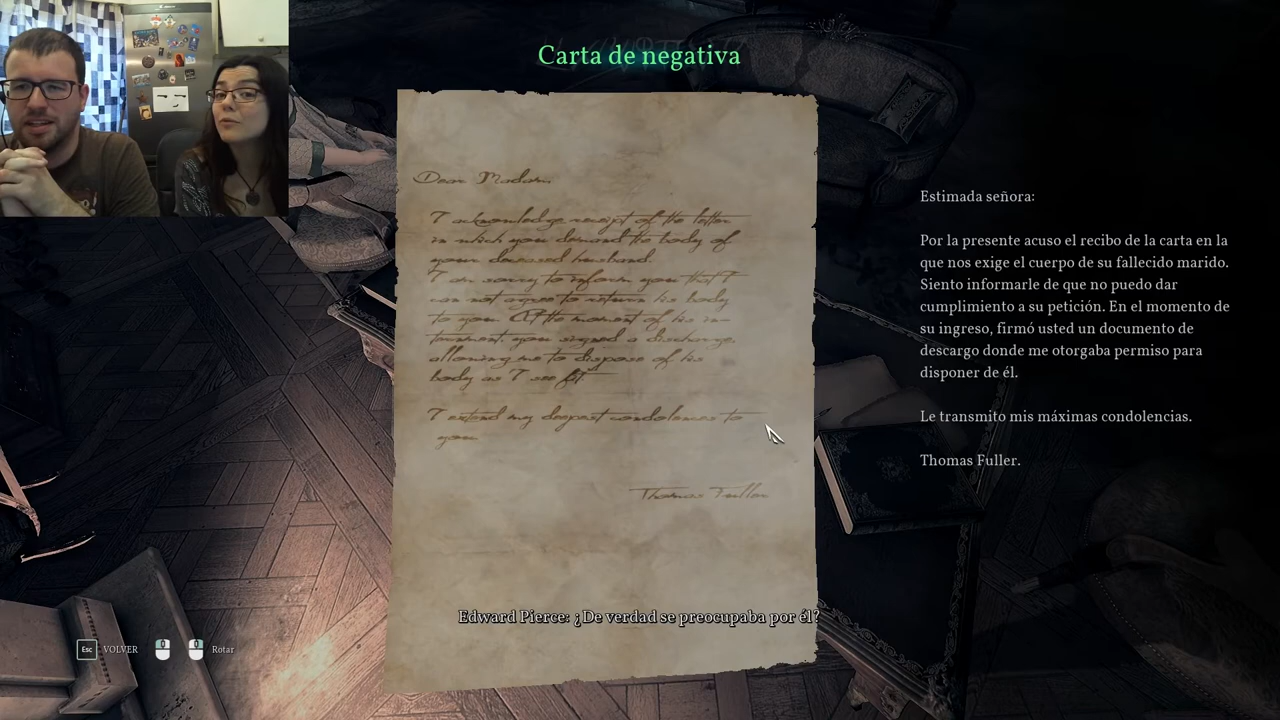 Carta de negativa
Dear Madam,
I acknowledge receipt of the letter
in which you demand the body of
your deceased husband.
I am sorry to inform you that I
can not agree to return his body
to you. At the moment of his in-
ternment, you signed a discharge,
allowing me to dispose of his
body as I see fit.
I extend my deepest condolences to
you.
Thomas Fuller
Estimada señora:
Por la presente acuso el recibo de la carta en la
que nos exige el cuerpo de su fallecido marido.
Siento informarle de que no puedo dar
cumplimiento a su petición. En el momento de
su ingreso, firmó usted un documento de
descargo donde me otorgaba permiso para
disponer de él.
Le transmito mis máximas condolencias.
Thomas Fuller.
Edward Pierce: ¿De verdad se preocupaba por él?
Esc VOLVER Rotar